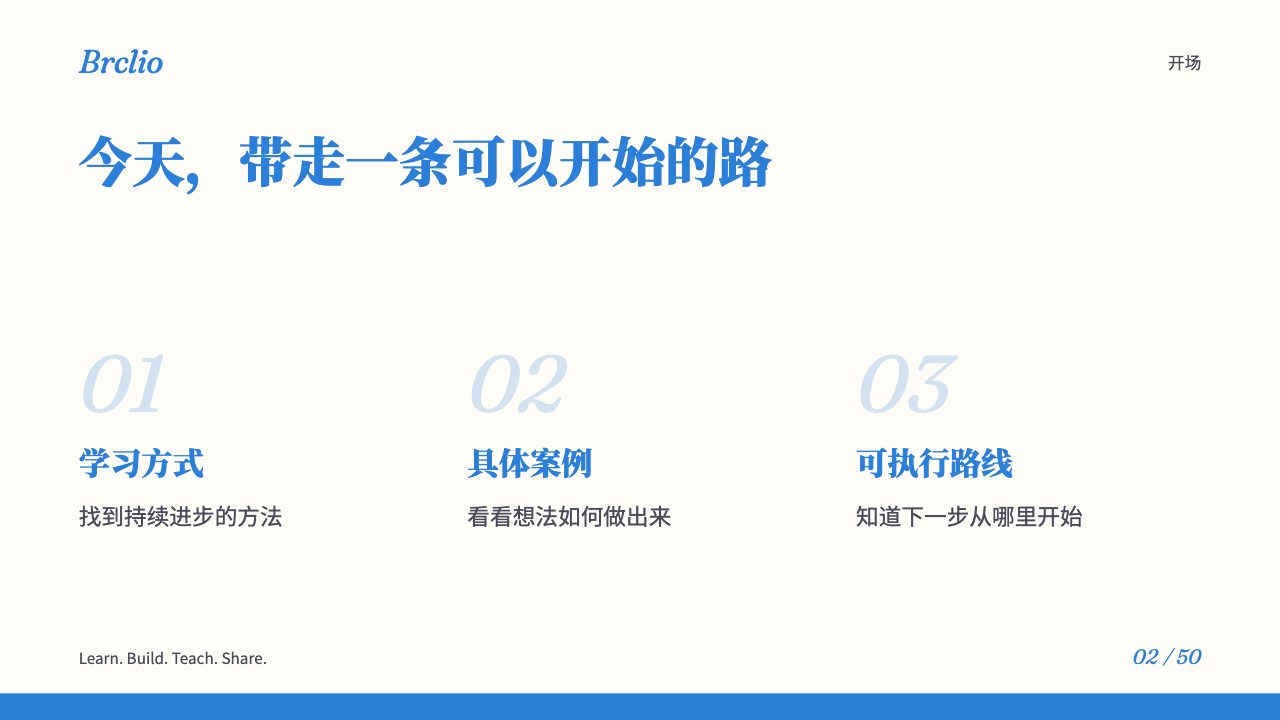 Brclio
开场
今天，带走一条可以开始的路
01
02
03
学习方式
具体案例
可执行路线
找到持续进步的方法
看看想法如何做出来
知道下一步从哪里开始
Learn. Build. Teach. Share.
02 / 50